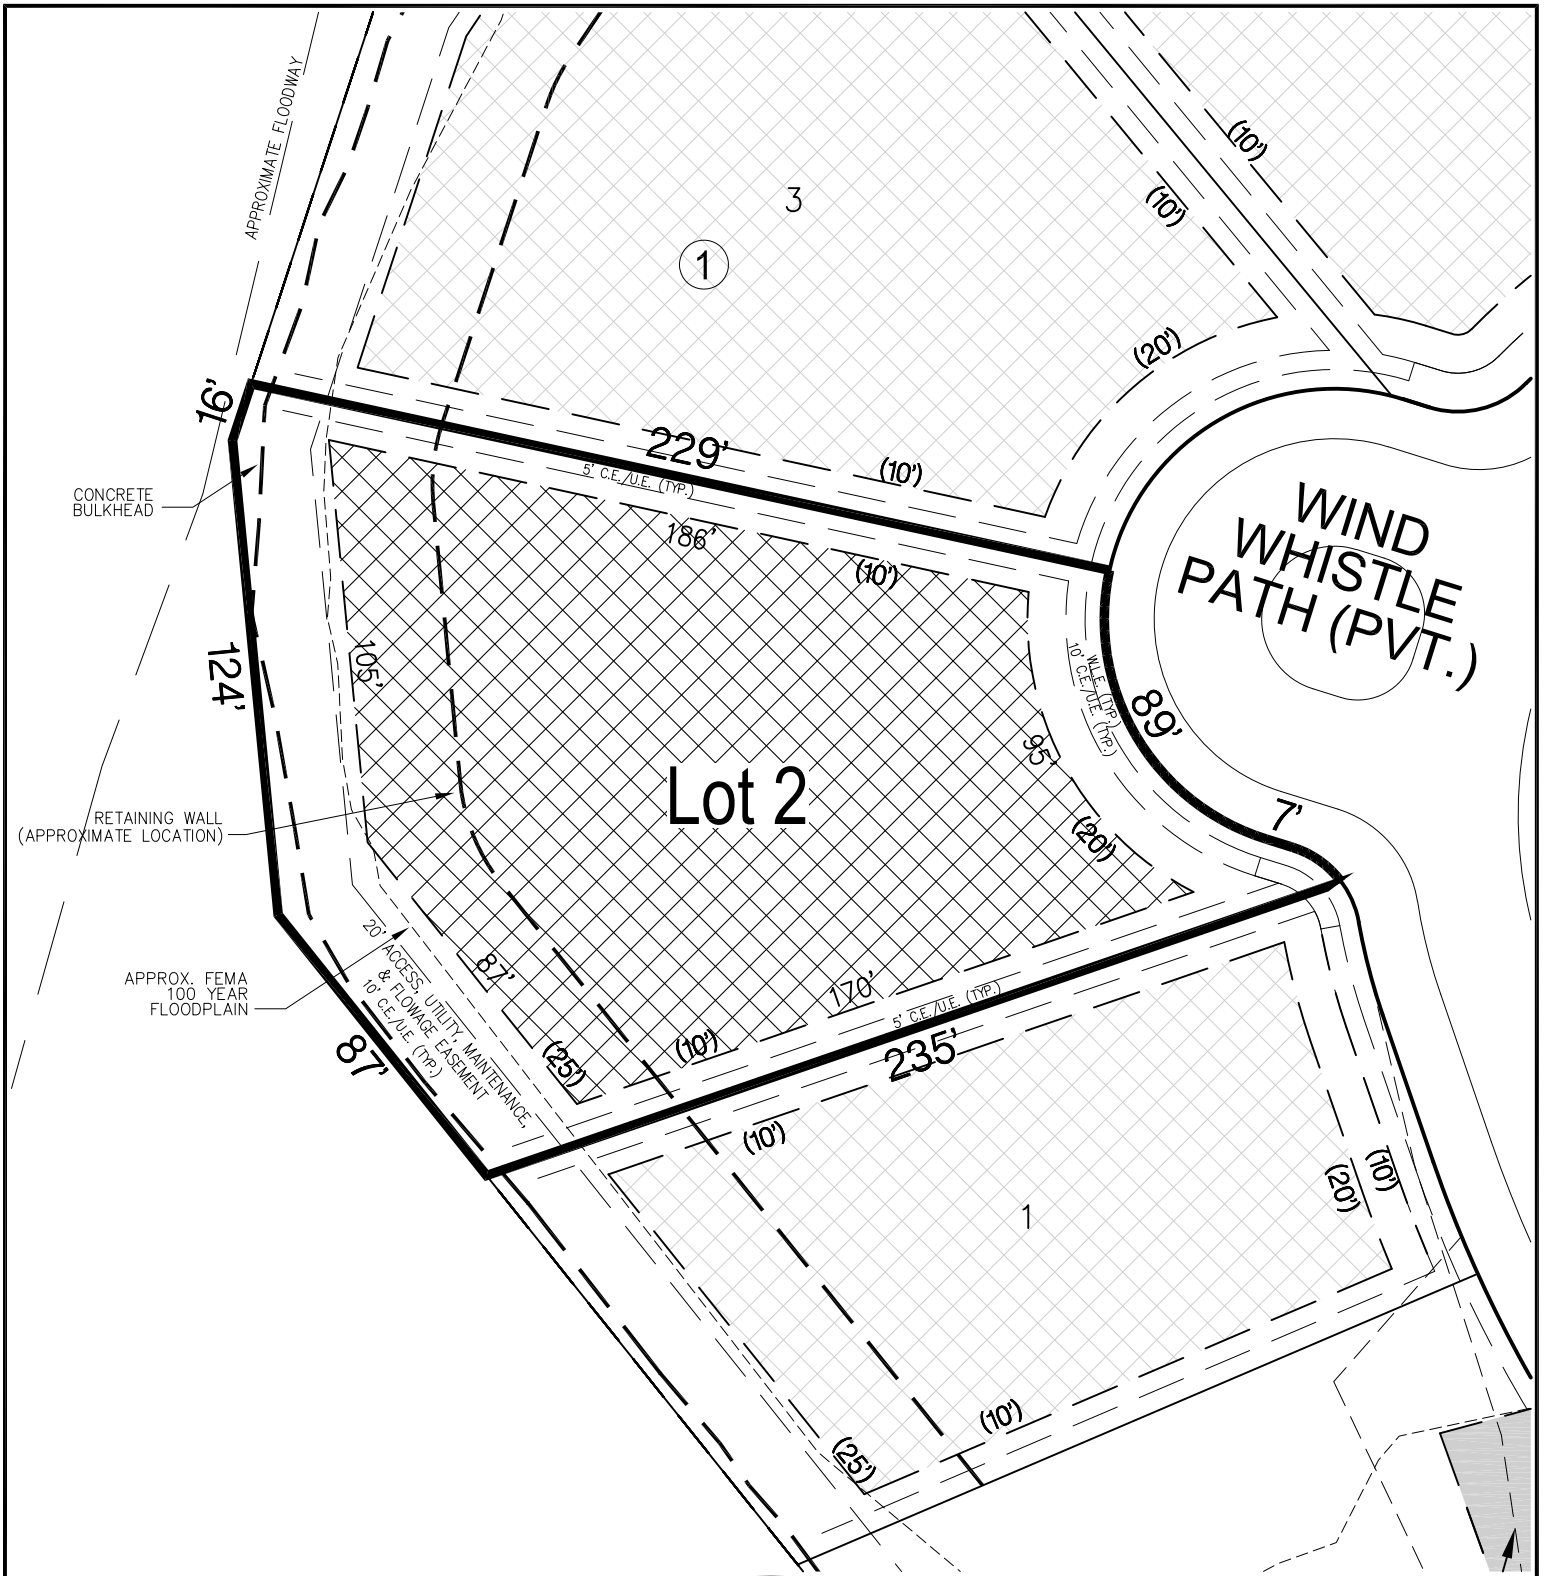 APPROXIMATE FLOODWAY
(10')
(10')
3
1
(20')
16'
229'
(10')
5' C.E./U.E. (TYP.)
186'
(10')
CONCRETE
BULKHEAD
WIND
WHISTLE
PATH (PVT.)
124'
105'
W.L.E. (TYP.)
10' C.E./U.E. (TYP.)
89'
95'
Lot 2
7'
RETAINING WALL
(APPROXIMATE LOCATION)
(20')
APPROX. FEMA
100 YEAR
FLOODPLAIN
20' ACCESS, UTILITY, MAINTENANCE,
& FLOWAGE EASEMENT
10' C.E./U.E. (TYP.)
87'
170'
5' C.E./U.E. (TYP.)
87'
(25')
(10')
235'
(10')
1
(20')
(10')
(10')
(25')